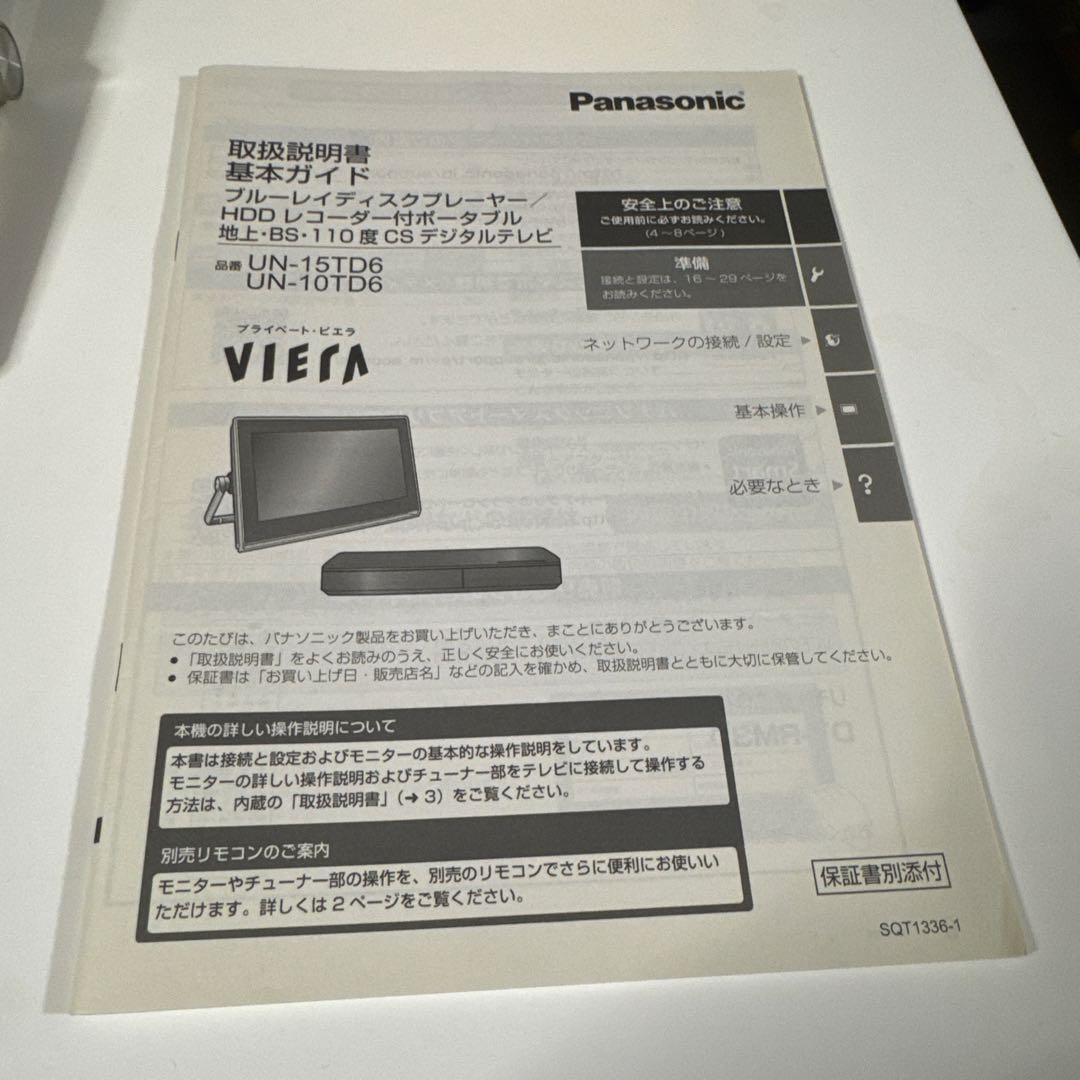 Panasonic
取扱説明書
基本ガイド
ブルーレイディスクプレーヤー/
HDD レコーダー付ポータブル
地上・BS・110度 CS デジタルテレビ
品番 UN-15TD6
UN-10TD6
プライベート・ビエラ
VIERA
安全上のご注意
ご使用前に必ずお読みください。
(4～8ページ)
準備
接続と設定は、16～29ページを
お読みください。
ネットワークの接続/設定
基本操作
必要なとき
?
このたびは、パナソニック製品をお買い上げいただき、まことにありがとうございます。
● 「取扱説明書」をよくお読みのうえ、正しく安全にお使いください。
● 保証書は「お買い上げ日・販売店名」などの記入を確かめ、取扱説明書とともに大切に保管してください。
本機の詳しい操作説明について
本書は接続と設定およびモニターの基本的な操作説明をしています。
モニターの詳しい操作説明およびチューナー部をテレビに接続して操作する
方法は、内蔵の「取扱説明書」(➜ 3)をご覧ください。
別売リモコンのご案内
モニターやチューナー部の操作を、別売のリモコンでさらに便利にお使いい
ただけます。詳しくは2ページをご覧ください。
保証書別添付
SQT1336-1